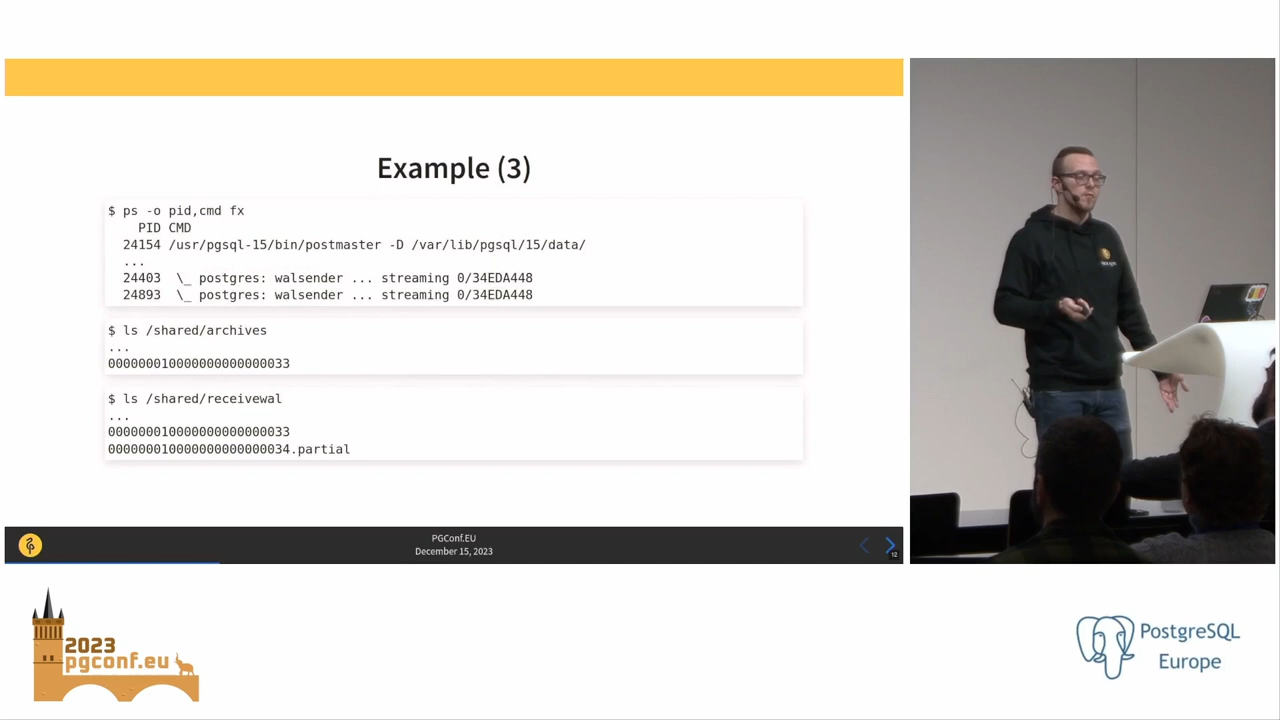 Example (3)
$ ps -o pid,cmd fx
PID CMD
24154 /usr/pgsql-15/bin/postmaster -D /var/lib/pgsql/15/data/
...
24403 \_ postgres: walsender ... streaming 0/34EDA448
24893 \_ postgres: walsender ... streaming 0/34EDA448
$ ls /shared/archives
...
000000010000000000000033
$ ls /shared/receivewal
...
000000010000000000000033
000000010000000000000034.partial
PGConf.EU
December 15, 2023
12
2023
pgconf.eu
PostgreSQL
Europe